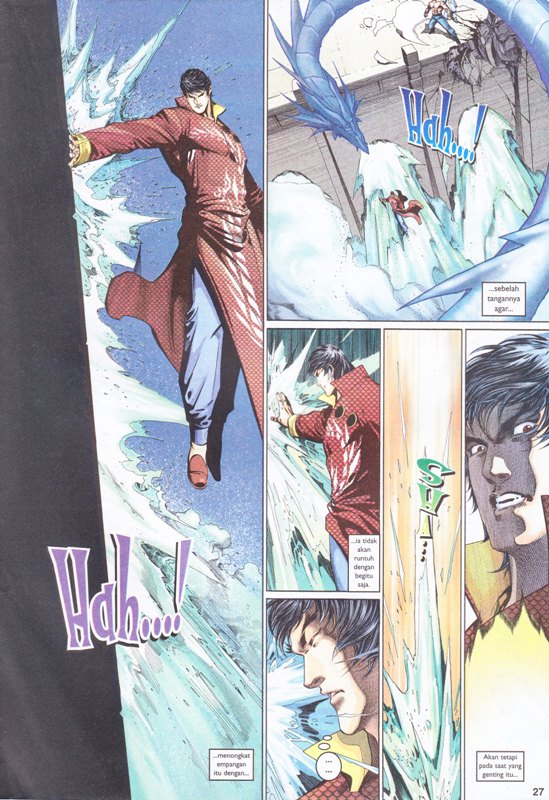 Hah....!
...menongkat
empangan
itu dengan...
Hah....!
...sebelah
tangannya
agar...
...ia tidak
akan
runtuh
dengan
begitu
saja.
...
...
SHA...
Akan tetapi
pada saat yang
genting itu...
27